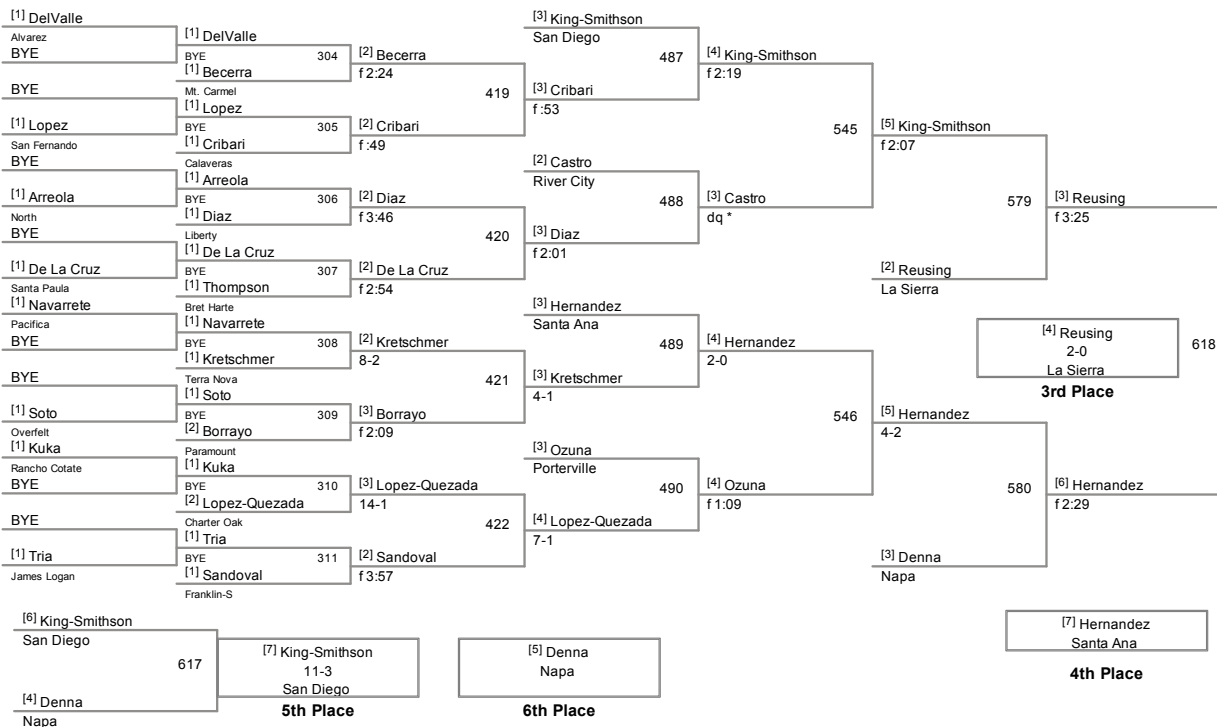 [1] DelValle
Alvarez
BYE
BYE
[1] Lopez
San Fernando
BYE
[1] Arreola
North
BYE
[1] De La Cruz
Santa Paula
[1] Navarrete
Pacifica
BYE
BYE
[1] Soto
Overfelt
[1] Kuka
Rancho Cotate
BYE
BYE
[1] Tria
James Logan
[1] DelValle
BYE 304
[1] Becerra
Mt. Carmel
[1] Lopez
BYE 305
[1] Cribari
Calaveras
[1] Arreola
BYE 306
[1] Diaz
Liberty
[1] De La Cruz
BYE 307
[1] Thompson
Bret Harte
[1] Navarrete
BYE 308
[1] Kretschmer
Terra Nova
[1] Soto
BYE 309
[2] Borrayo
Paramount
[1] Kuka
BYE 310
[2] Lopez-Quezada
Charter Oak
[1] Tria
BYE 311
[1] Sandoval
Franklin-S
[2] Becerra
f 2:24
419
[2] Cribari
f :49
[2] Diaz
f 3:46
420
[2] De La Cruz
f 2:54
[2] Kretschmer
8-2
421
[3] Borrayo
f 2:09
[3] Lopez-Quezada
14-1
422
[2] Sandoval
f 3:57
[3] King-Smithson
San Diego
487
[3] Cribari
f :53
[2] Castro
River City
488
[3] Diaz
f 2:01
[3] Hernandez
Santa Ana
489
[3] Kretschmer
4-1
[3] Ozuna
Porterville
490
[4] Lopez-Quezada
7-1
[4] King-Smithson
f 2:19
545
[3] Castro
dq *
[4] Hernandez
2-0
546
[4] Ozuna
f 1:09
[5] King-Smithson
f 2:07
579
[2] Reusing
La Sierra
[5] Hernandez
4-2
580
[3] Denna
Napa
[3] Reusing
f 3:25
[6] Hernandez
f 2:29
[4] Reusing
2-0
La Sierra
618
3rd Place
[7] Hernandez
Santa Ana
4th Place
[6] King-Smithson
San Diego
617
[4] Denna
Napa
[7] King-Smithson
11-3
San Diego
5th Place
[5] Denna
Napa
6th Place